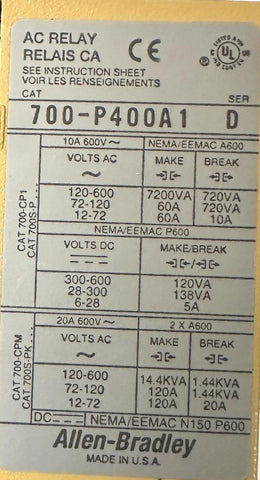 AC RELAY
RELAIS CA
CE
UL
LISTED
SEE INSTRUCTION SHEET
VOIR LES RENSEIGNEMENTS
CAT SER
700-P400A1 D
10A 600V~ NEMA/EEMAC A600
VOLTS AC MAKE BREAK
~
120-600 7200VA 720VA
72-120 60A 720VA
12-72 60A 10A
CAT 700-CP1
CAT 700S-P...
NEMA/EEMAC P600
VOLTS DC MAKE/BREAK
300-600 120VA
28-300 138VA
6-28 5A
20A 600V~ 2 X A600
VOLTS AC MAKE BREAK
~
120-600 14.4KVA 1.44KVA
72-120 120A 1.44KVA
12-72 120A 20A
CAT 700-CPM
CAT 700S-PK...
DC NEMA/EEMAC N150 P600
Allen-Bradley
MADE IN U.S.A.